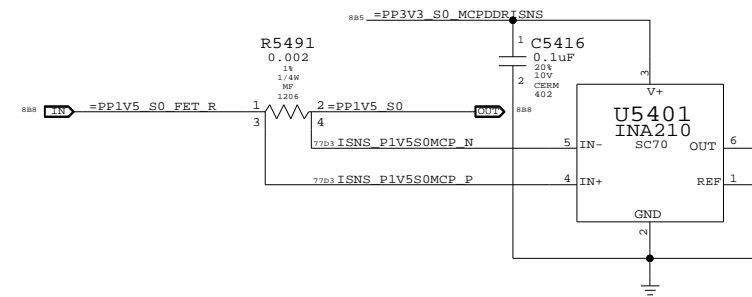 8B5 =PP3V3_S0_MCPDDRISNS
R5491
0.002
1%
1/4W
MF
1206
1 C5416
0.1uF
20%
10V
2 CERM
402
3
V+
8B8 IN =PP1V5_S0_FET_R 1 2 =PP1V5_S0 OUT 8B8
3 4
U5401
INA210
SC70
77D3 ISNS_P1V5S0MCP_N 5 IN- OUT 6
77D3 ISNS_P1V5S0MCP_P 4 IN+ REF 1
GND
2